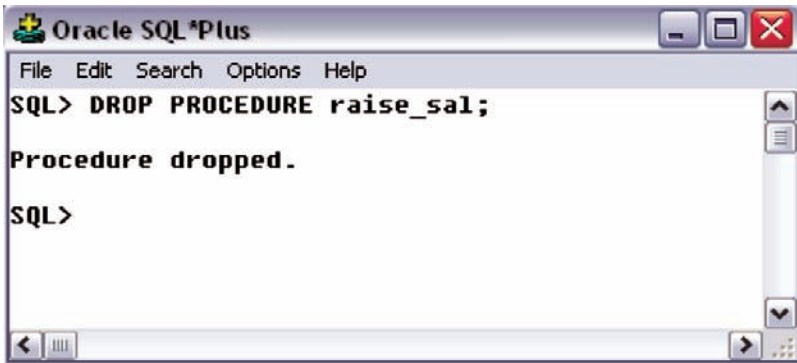 Oracle SQL*Plus
File Edit Search Options Help
SQL> DROP PROCEDURE raise_sal;
Procedure dropped.
SQL>